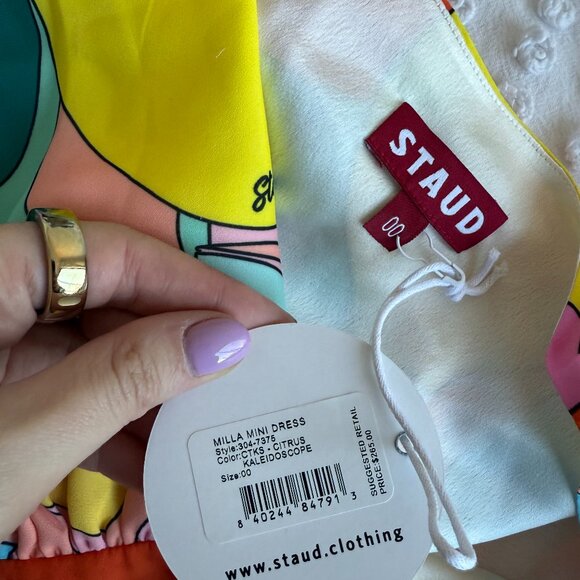 St
STAUD
00
MILLA MINI DRESS
Style:304-7375
Color:CTKS - CITRUS
KALEIDOSCOPE
Size:00
SUGGESTED RETAIL
PRICE:$265.00
8 40244 84791 3
www.staud.clothing